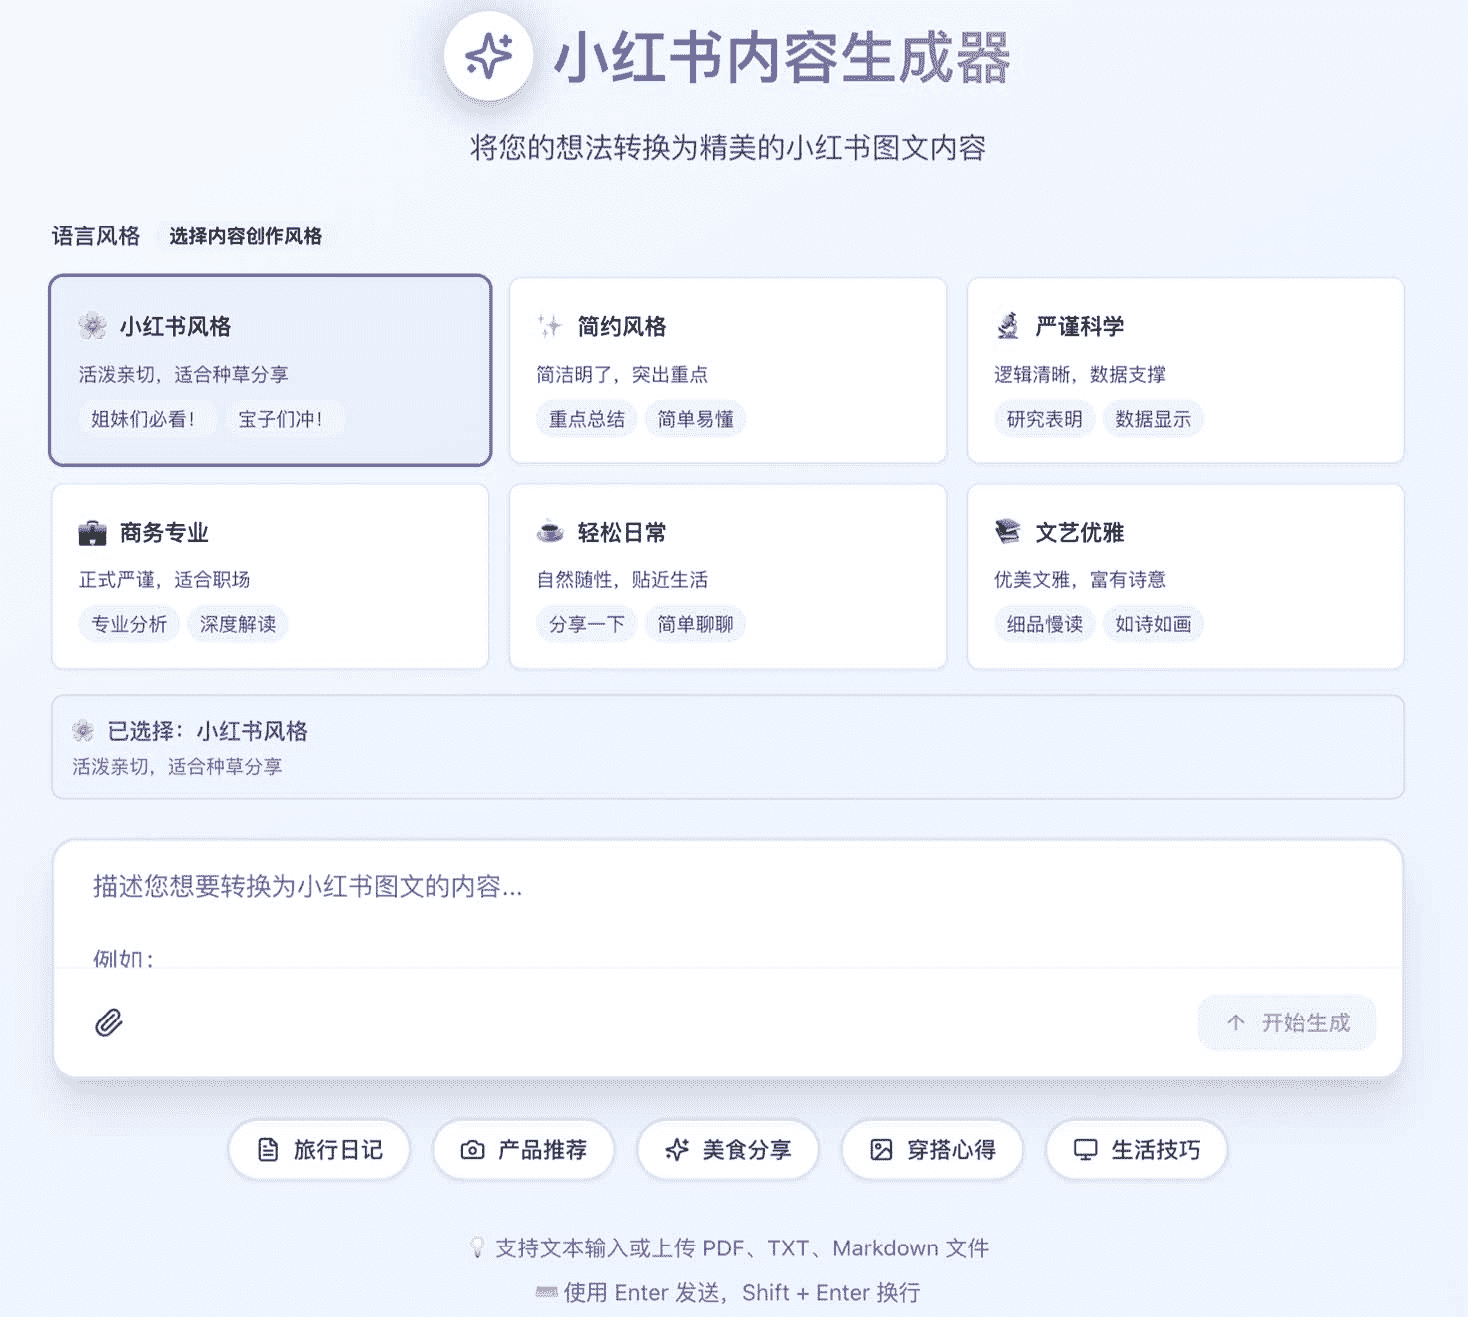 小红书内容生成器
将您的想法转换为精美的小红书图文内容
语言风格 选择内容创作风格
小红书风格
活泼亲切，适合种草分享
姐妹们必看！ 宝子们冲！
简约风格
简洁明了，突出重点
重点总结 简单易懂
严谨科学
逻辑清晰，数据支撑
研究表明 数据显示
商务专业
正式严谨，适合职场
专业分析 深度解读
轻松日常
自然随性，贴近生活
分享一下 简单聊聊
文艺优雅
优美文雅，富有诗意
细品慢读 如诗如画
已选择：小红书风格
活泼亲切，适合种草分享
描述您想要转换为小红书图文的内容...
例如：
开始生成
旅行日记 产品推荐 美食分享 穿搭心得 生活技巧
支持文本输入或上传 PDF、TXT、Markdown 文件
使用 Enter 发送，Shift + Enter 换行